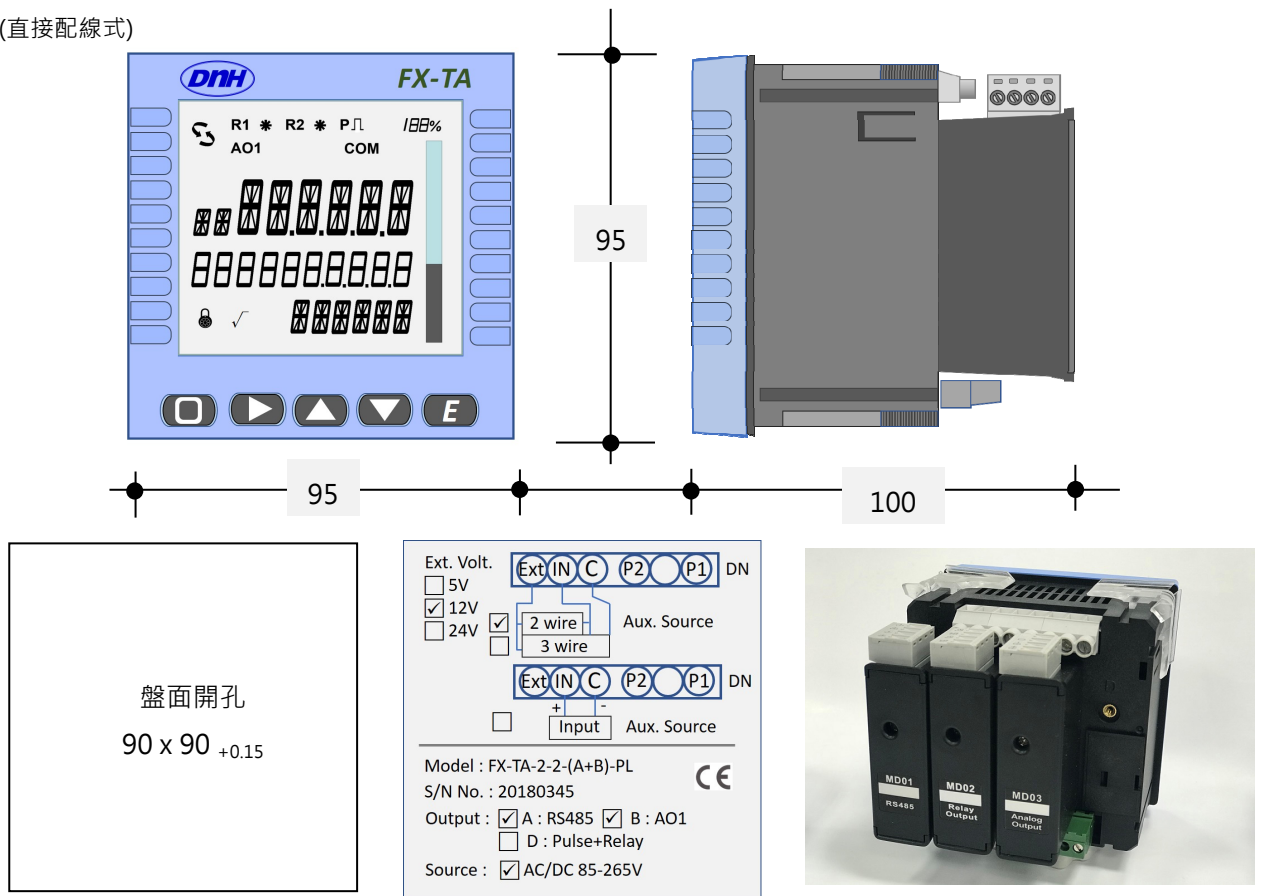 (直接配線式)
DNH
FX-TA
R1 * R2 * P 188%
AO1 COM
E
95
95
100
盤面開孔
90 x 90 +0.15
Ext. Volt.
5V
12V
24V
Ext IN C P2 P1 DN
2 wire
3 wire
Aux. Source
Ext IN C P2 P1 DN
+ -
Input Aux. Source
Model : FX-TA-2-2-(A+B)-PL
CE
S/N No. : 20180345
Output : A : RS485 B : AO1
D : Pulse+Relay
Source : AC/DC 85-265V
MD01
RS485
MD02
Relay
Output
MD03
Analog
Output